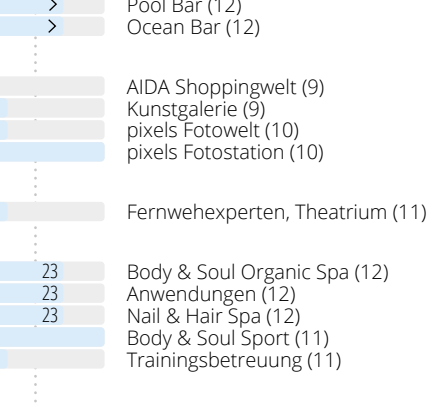 > Pool Bar (12)
> Ocean Bar (12)
AIDA Shoppingwelt (9)
Kunstgalerie (9)
pixels Fotowelt (10)
pixels Fotostation (10)
Fernwehexperten, Theatrium (11)
23 Body & Soul Organic Spa (12)
23 Anwendungen (12)
23 Nail & Hair Spa (12)
Body & Soul Sport (11)
Trainingsbetreuung (11)